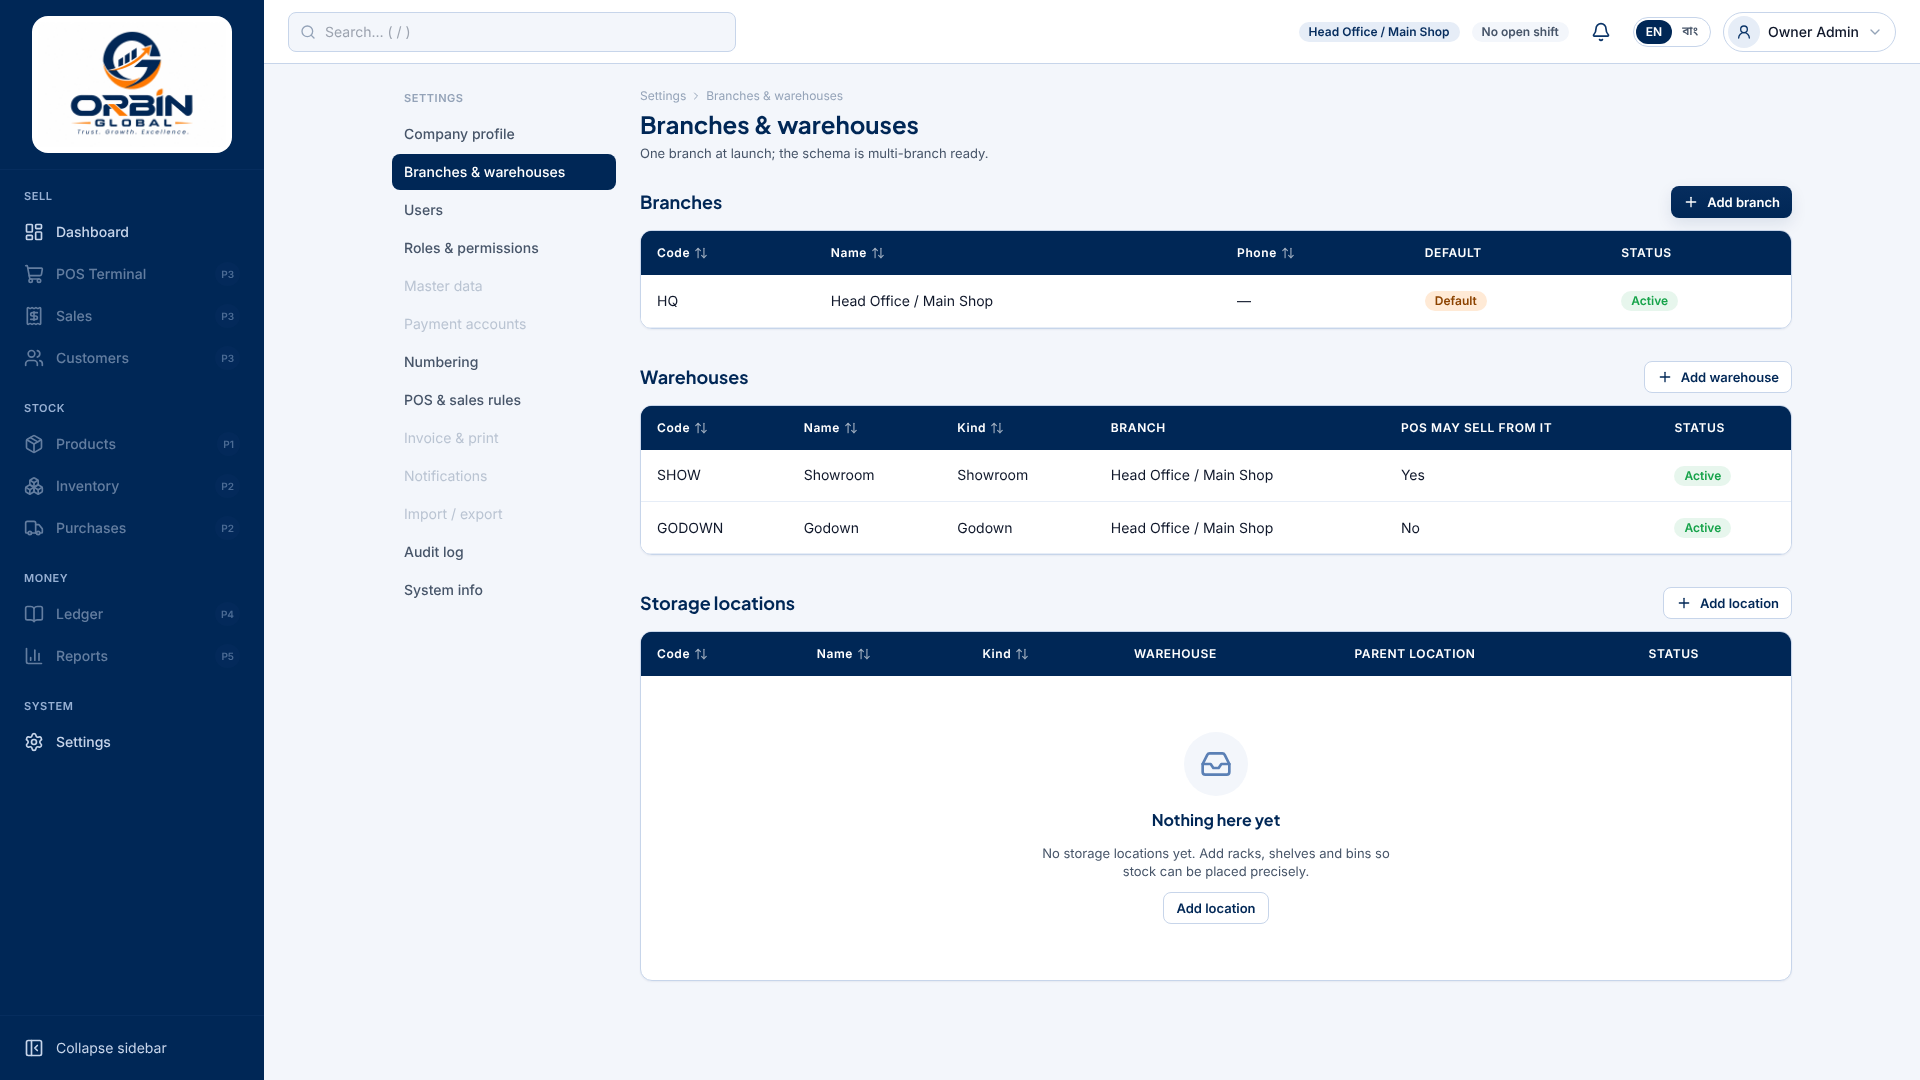 ORBIN
GLOBAL
Trust. Growth. Excellence.
SELL
Dashboard
POS Terminal P3
Sales P3
Customers P3
STOCK
Products P1
Inventory P2
Purchases P2
MONEY
Ledger P4
Reports P5
SYSTEM
Settings
Collapse sidebar
Search... ( / )
Head Office / Main Shop
No open shift
EN বাং
Owner Admin
SETTINGS
Company profile
Branches & warehouses
Users
Roles & permissions
Master data
Payment accounts
Numbering
POS & sales rules
Invoice & print
Notifications
Import / export
Audit log
System info
Settings > Branches & warehouses
Branches & warehouses
One branch at launch; the schema is multi-branch ready.
Branches
+ Add branch
Code Name Phone DEFAULT STATUS
HQ Head Office / Main Shop — Default Active
Warehouses
+ Add warehouse
Code Name Kind BRANCH POS MAY SELL FROM IT STATUS
SHOW Showroom Showroom Head Office / Main Shop Yes Active
GODOWN Godown Godown Head Office / Main Shop No Active
Storage locations
+ Add location
Code Name Kind WAREHOUSE PARENT LOCATION STATUS
Nothing here yet
No storage locations yet. Add racks, shelves and bins so
stock can be placed precisely.
Add location